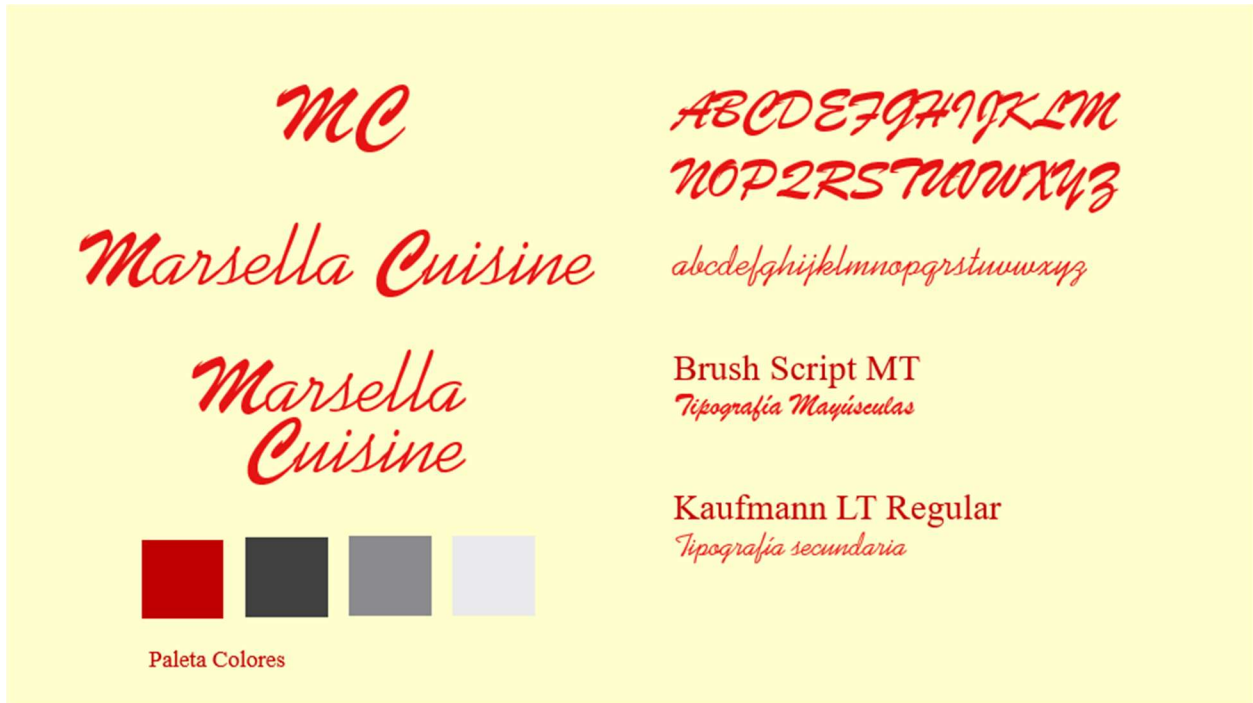 MC
Marsella Cuisine
Marsella
Cuisine
Paleta Colores
ABCDEFGHIJKLM
NOPQRSTUVWXYZ
abcdefghijklmnopqrstuvwxyz
Brush Script MT
Tipografía Mayúsculas
Kaufmann LT Regular
Tipografía secundaria